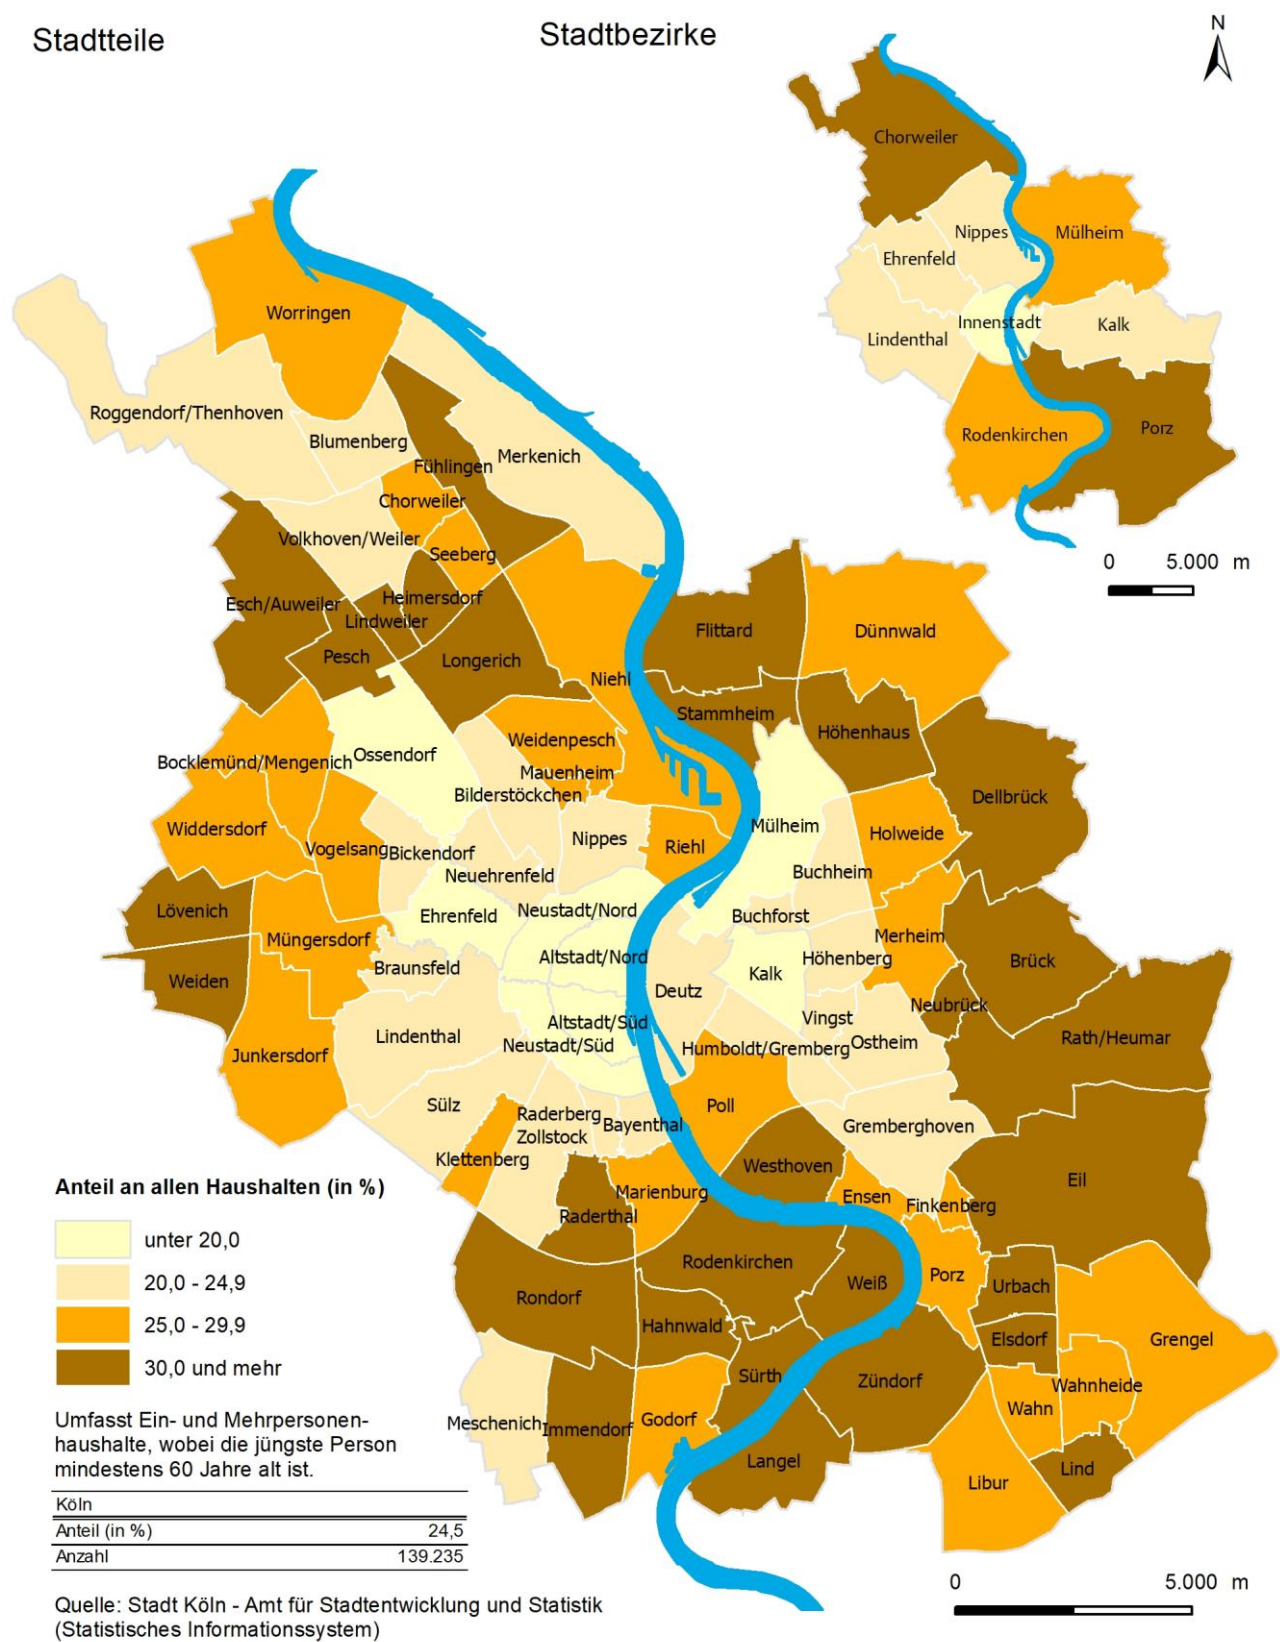 Stadtteile
Stadtbezirke
N
Chorweiler
Nippes
Mülheim
Ehrenfeld
Innenstadt
Kalk
Lindenthal
Rodenkirchen
Porz
0 5.000 m
Worringen
Roggendorf/Thenhoven
Blumenberg
Merkenich
Fühlingen
Chorweiler
Volkhoven/Weiler
Seeberg
Heimersdorf
Esch/Auweiler
Lindweiler
Pesch
Longerich
Niehl
Flittard
Dünnwald
Stammheim
Höhenhaus
Weidenpesch
Ossendorf
Bocklemünd/Mengenich
Mauenheim
Bilderstöckchen
Dellbrück
Widdersdorf
Mülheim
Holweide
Nippes
Riehl
Vogelsang
Bickendorf
Neuehrenfeld
Buchheim
Lövenich
Ehrenfeld
Neustadt/Nord
Buchforst
Müngersdorf
Merheim
Braunsfeld
Altstadt/Nord
Höhenberg
Brück
Kalk
Weiden
Deutz
Neubrück
Altstadt/Süd
Vingst
Lindenthal
Neustadt/Süd
Humboldt/Gremberg
Ostheim
Rath/Heumar
Junkersdorf
Sülz
Poll
Raderberg
Zollstock
Bayenthal
Gremberghoven
Klettenberg
Westhoven
Eil
Marienburg
Ensen
Finkenberg
Raderthal
Rodenkirchen
Weiß
Porz
Urbach
Rondorf
Hahnwald
Elsdorf
Grengel
Sürth
Zündorf
Wahnheide
Wahn
Meschenich
Immendorf
Godorf
Langel
Lind
Libur
Anteil an allen Haushalten (in %)
unter 20,0
20,0 - 24,9
25,0 - 29,9
30,0 und mehr
Umfasst Ein- und Mehrpersonen-
haushalte, wobei die jüngste Person
mindestens 60 Jahre alt ist.
Köln
Anteil (in %) 24,5
Anzahl 139.235
Quelle: Stadt Köln - Amt für Stadtentwicklung und Statistik
(Statistisches Informationssystem)
0 5.000 m